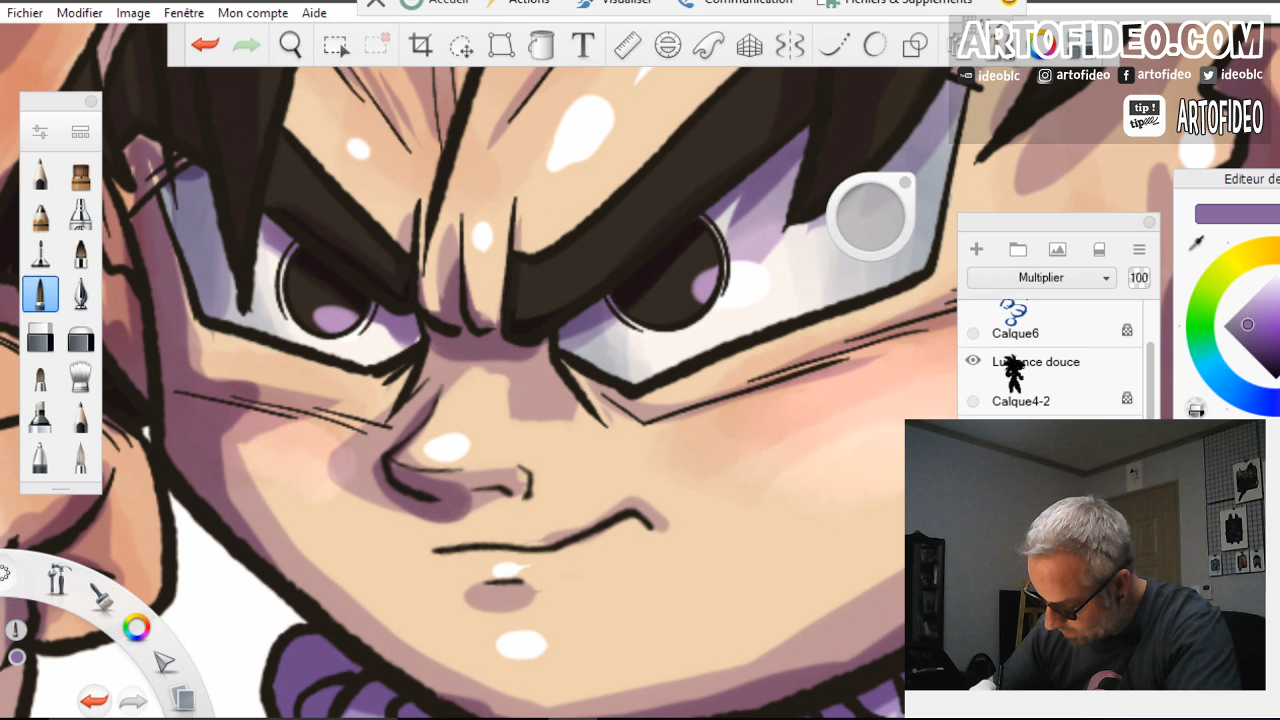 Accueil Actions Visualiser Communication Fichiers & Suppléments
Fichier Modifier Image Fenêtre Mon compte Aide
ARTOFIDEO.COM
ideoblc artofideo artofideo ideoblc
tip! tip ARTOFIDEO
T
Editeur de
Multiplier 100
Calque6
Calque4-2